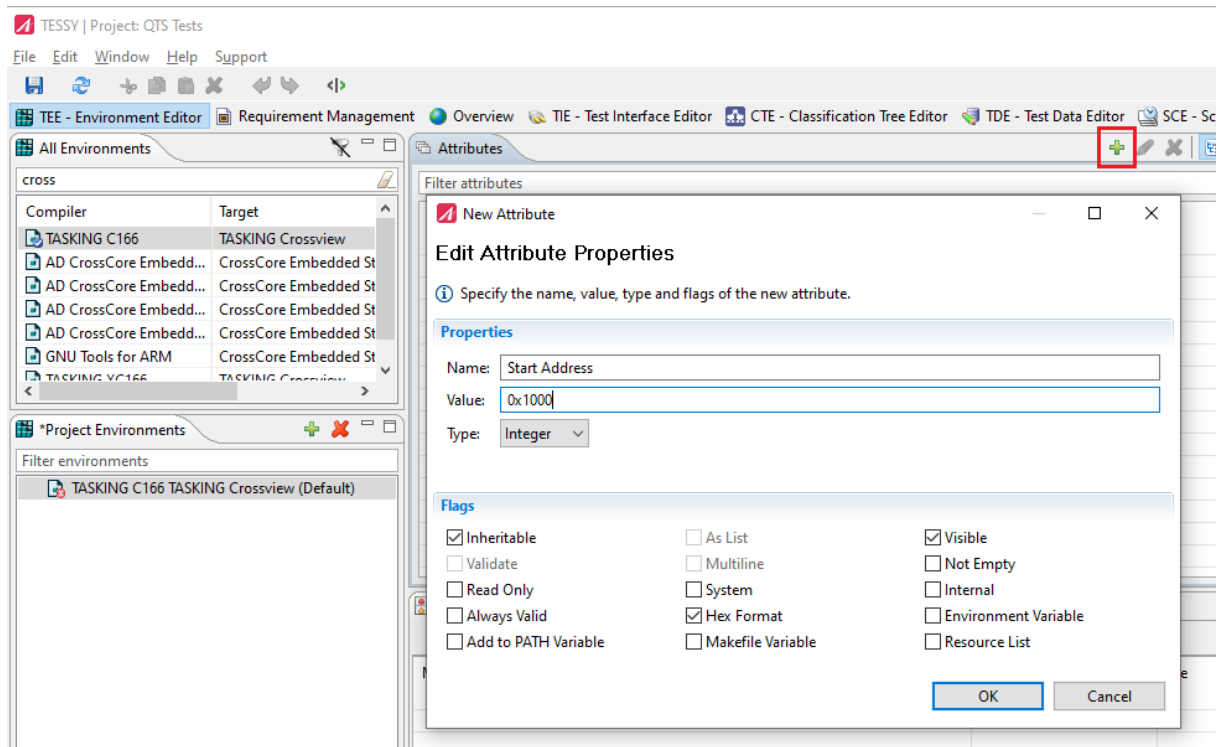 TESSY | Project: QTS Tests
File Edit Window Help Support
TEE - Environment Editor Requirement Management Overview TIE - Test Interface Editor CTE - Classification Tree Editor TDE - Test Data Editor SCE - Sc
All Environments
cross
Compiler Target
TASKING C166 TASKING Crossview
AD CrossCore Embedd... CrossCore Embedded St
AD CrossCore Embedd... CrossCore Embedded St
AD CrossCore Embedd... CrossCore Embedded St
AD CrossCore Embedd... CrossCore Embedded St
GNU Tools for ARM CrossCore Embedded St
TASKING XC166 TASKING Crossview
*Project Environments
Filter environments
TASKING C166 TASKING Crossview (Default)
Attributes
Filter attributes
New Attribute
Edit Attribute Properties
Specify the name, value, type and flags of the new attribute.
Properties
Name: Start Address
Value: 0x1000
Type: Integer
Flags
Inheritable As List Visible
Validate Multiline Not Empty
Read Only System Internal
Always Valid Hex Format Environment Variable
Add to PATH Variable Makefile Variable Resource List
OK Cancel